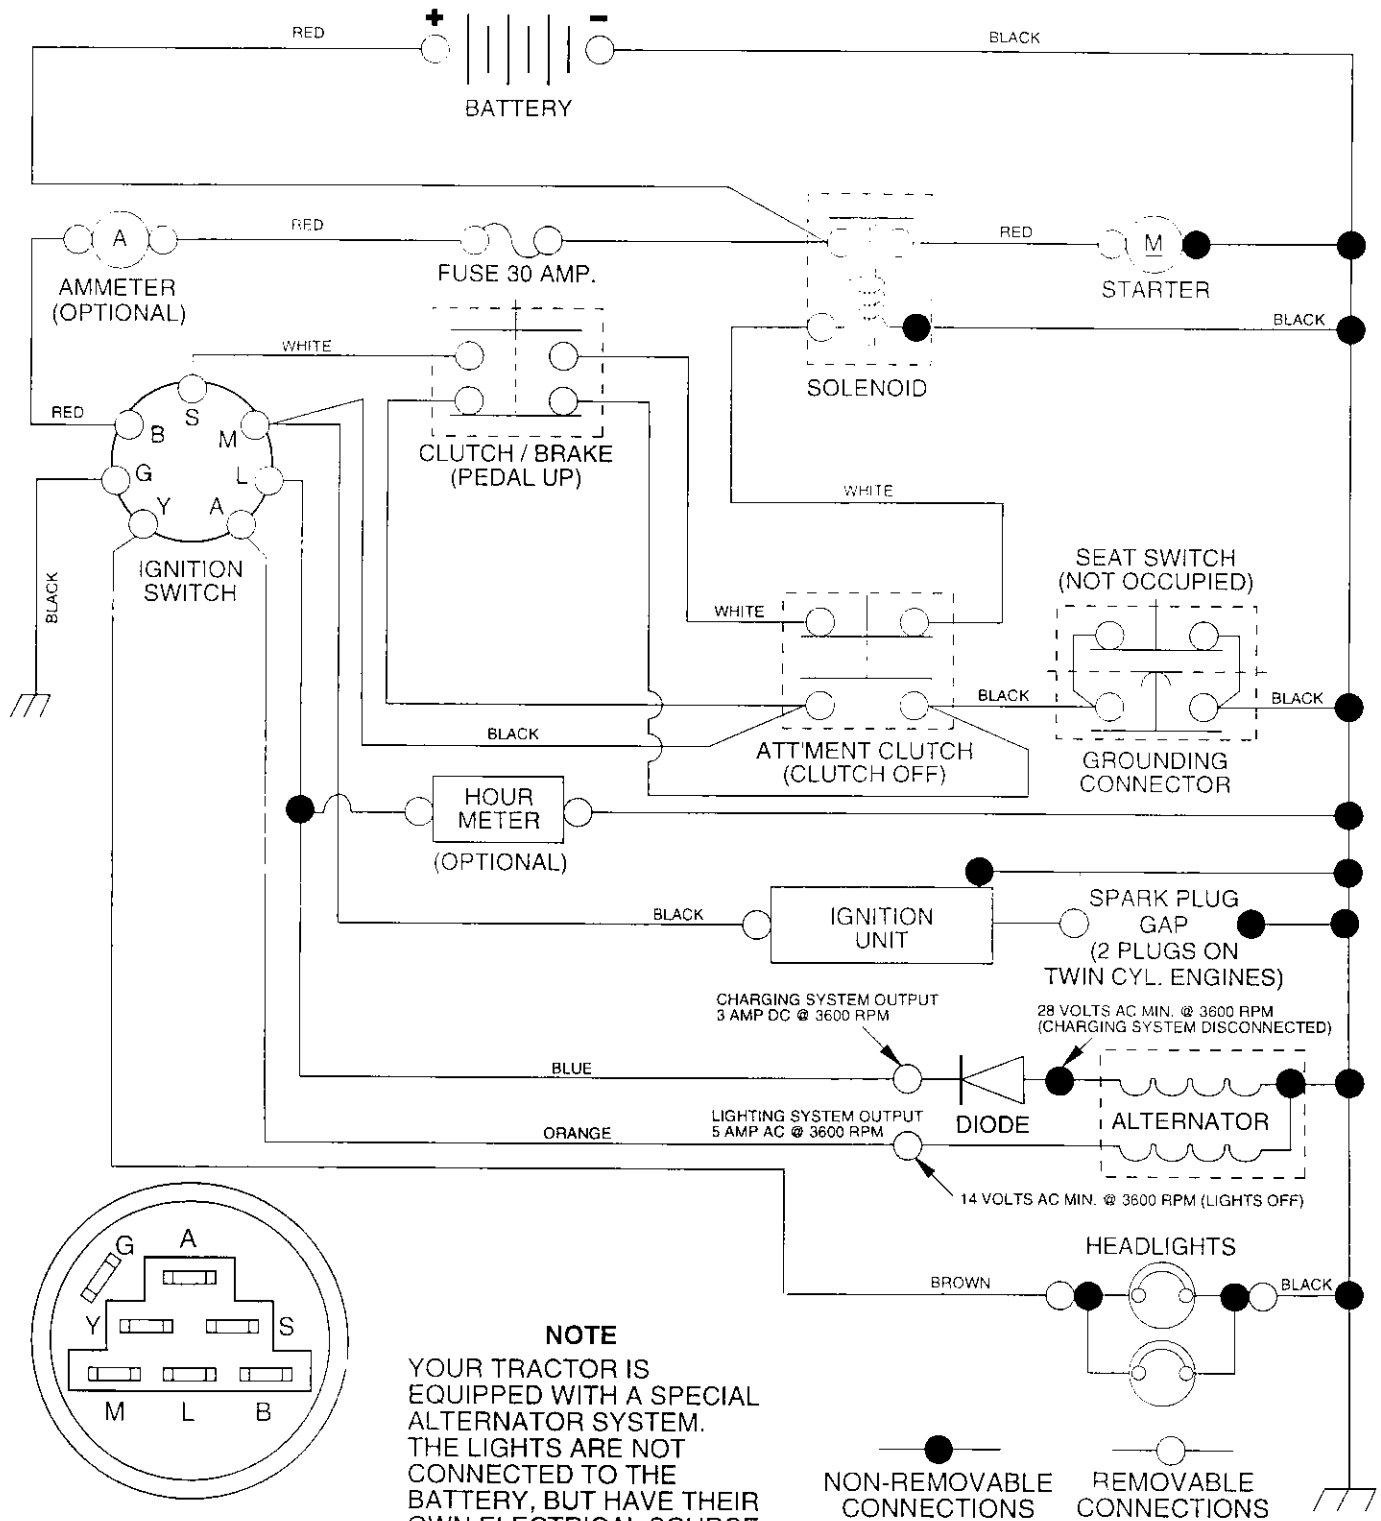 + -
RED
BLACK
BATTERY
RED
A
AMMETER
(OPTIONAL)
FUSE 30 AMP.
RED
M
STARTER
BLACK
SOLENOID
WHITE
RED
S
B
M
G
L
Y
A
IGNITION
SWITCH
CLUTCH / BRAKE
(PEDAL UP)
WHITE
BLACK
WHITE
SEAT SWITCH
(NOT OCCUPIED)
BLACK
BLACK
BLACK
ATT'MENT CLUTCH
(CLUTCH OFF)
GROUNDING
CONNECTOR
HOUR
METER
(OPTIONAL)
BLACK
IGNITION
UNIT
SPARK PLUG
GAP
(2 PLUGS ON
TWIN CYL. ENGINES)
CHARGING SYSTEM OUTPUT
3 AMP DC @ 3600 RPM
28 VOLTS AC MIN. @ 3600 RPM
(CHARGING SYSTEM DISCONNECTED)
BLUE
DIODE
ALTERNATOR
LIGHTING SYSTEM OUTPUT
5 AMP AC @ 3600 RPM
ORANGE
14 VOLTS AC MIN. @ 3600 RPM (LIGHTS OFF)
HEADLIGHTS
BROWN
BLACK
G
A
Y
S
M
L
B
NOTE
YOUR TRACTOR IS
EQUIPPED WITH A SPECIAL
ALTERNATOR SYSTEM.
THE LIGHTS ARE NOT
CONNECTED TO THE
BATTERY, BUT HAVE THEIR
OWN ELECTRICAL SOURCE
NON-REMOVABLE
CONNECTIONS
REMOVABLE
CONNECTIONS